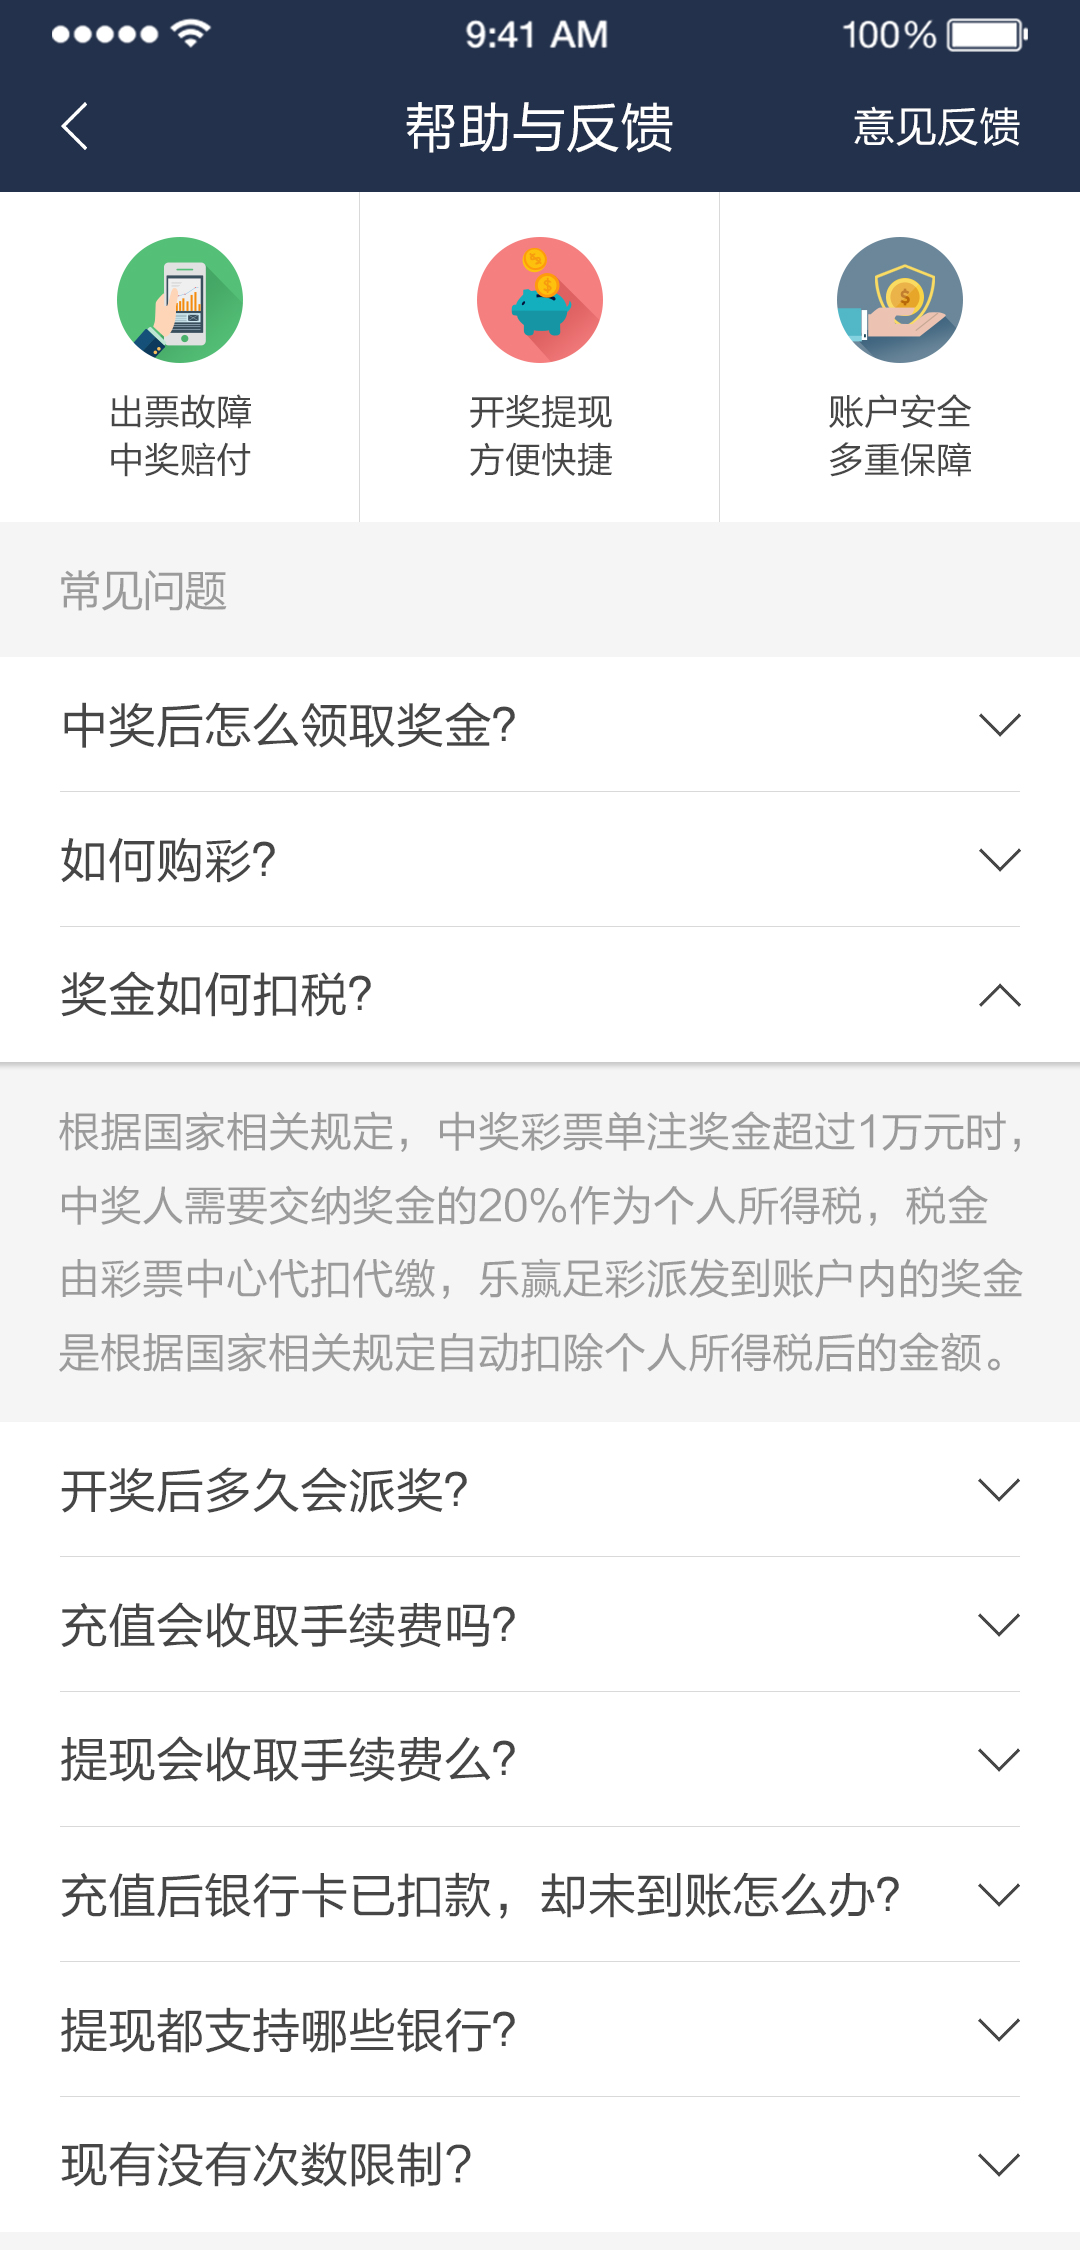 9:41 AM
100%
帮助与反馈
意见反馈
出票故障
中奖赔付
开奖提现
方便快捷
账户安全
多重保障
常见问题
中奖后怎么领取奖金?
如何购彩?
奖金如何扣税?
根据国家相关规定，中奖彩票单注奖金超过1万元时，
中奖人需要交纳奖金的20%作为个人所得税，税金
由彩票中心代扣代缴，乐赢足彩派发到账户内的奖金
是根据国家相关规定自动扣除个人所得税后的金额。
开奖后多久会派奖?
充值会收取手续费吗?
提现会收取手续费么?
充值后银行卡已扣款，却未到账怎么办?
提现都支持哪些银行?
现有没有次数限制?